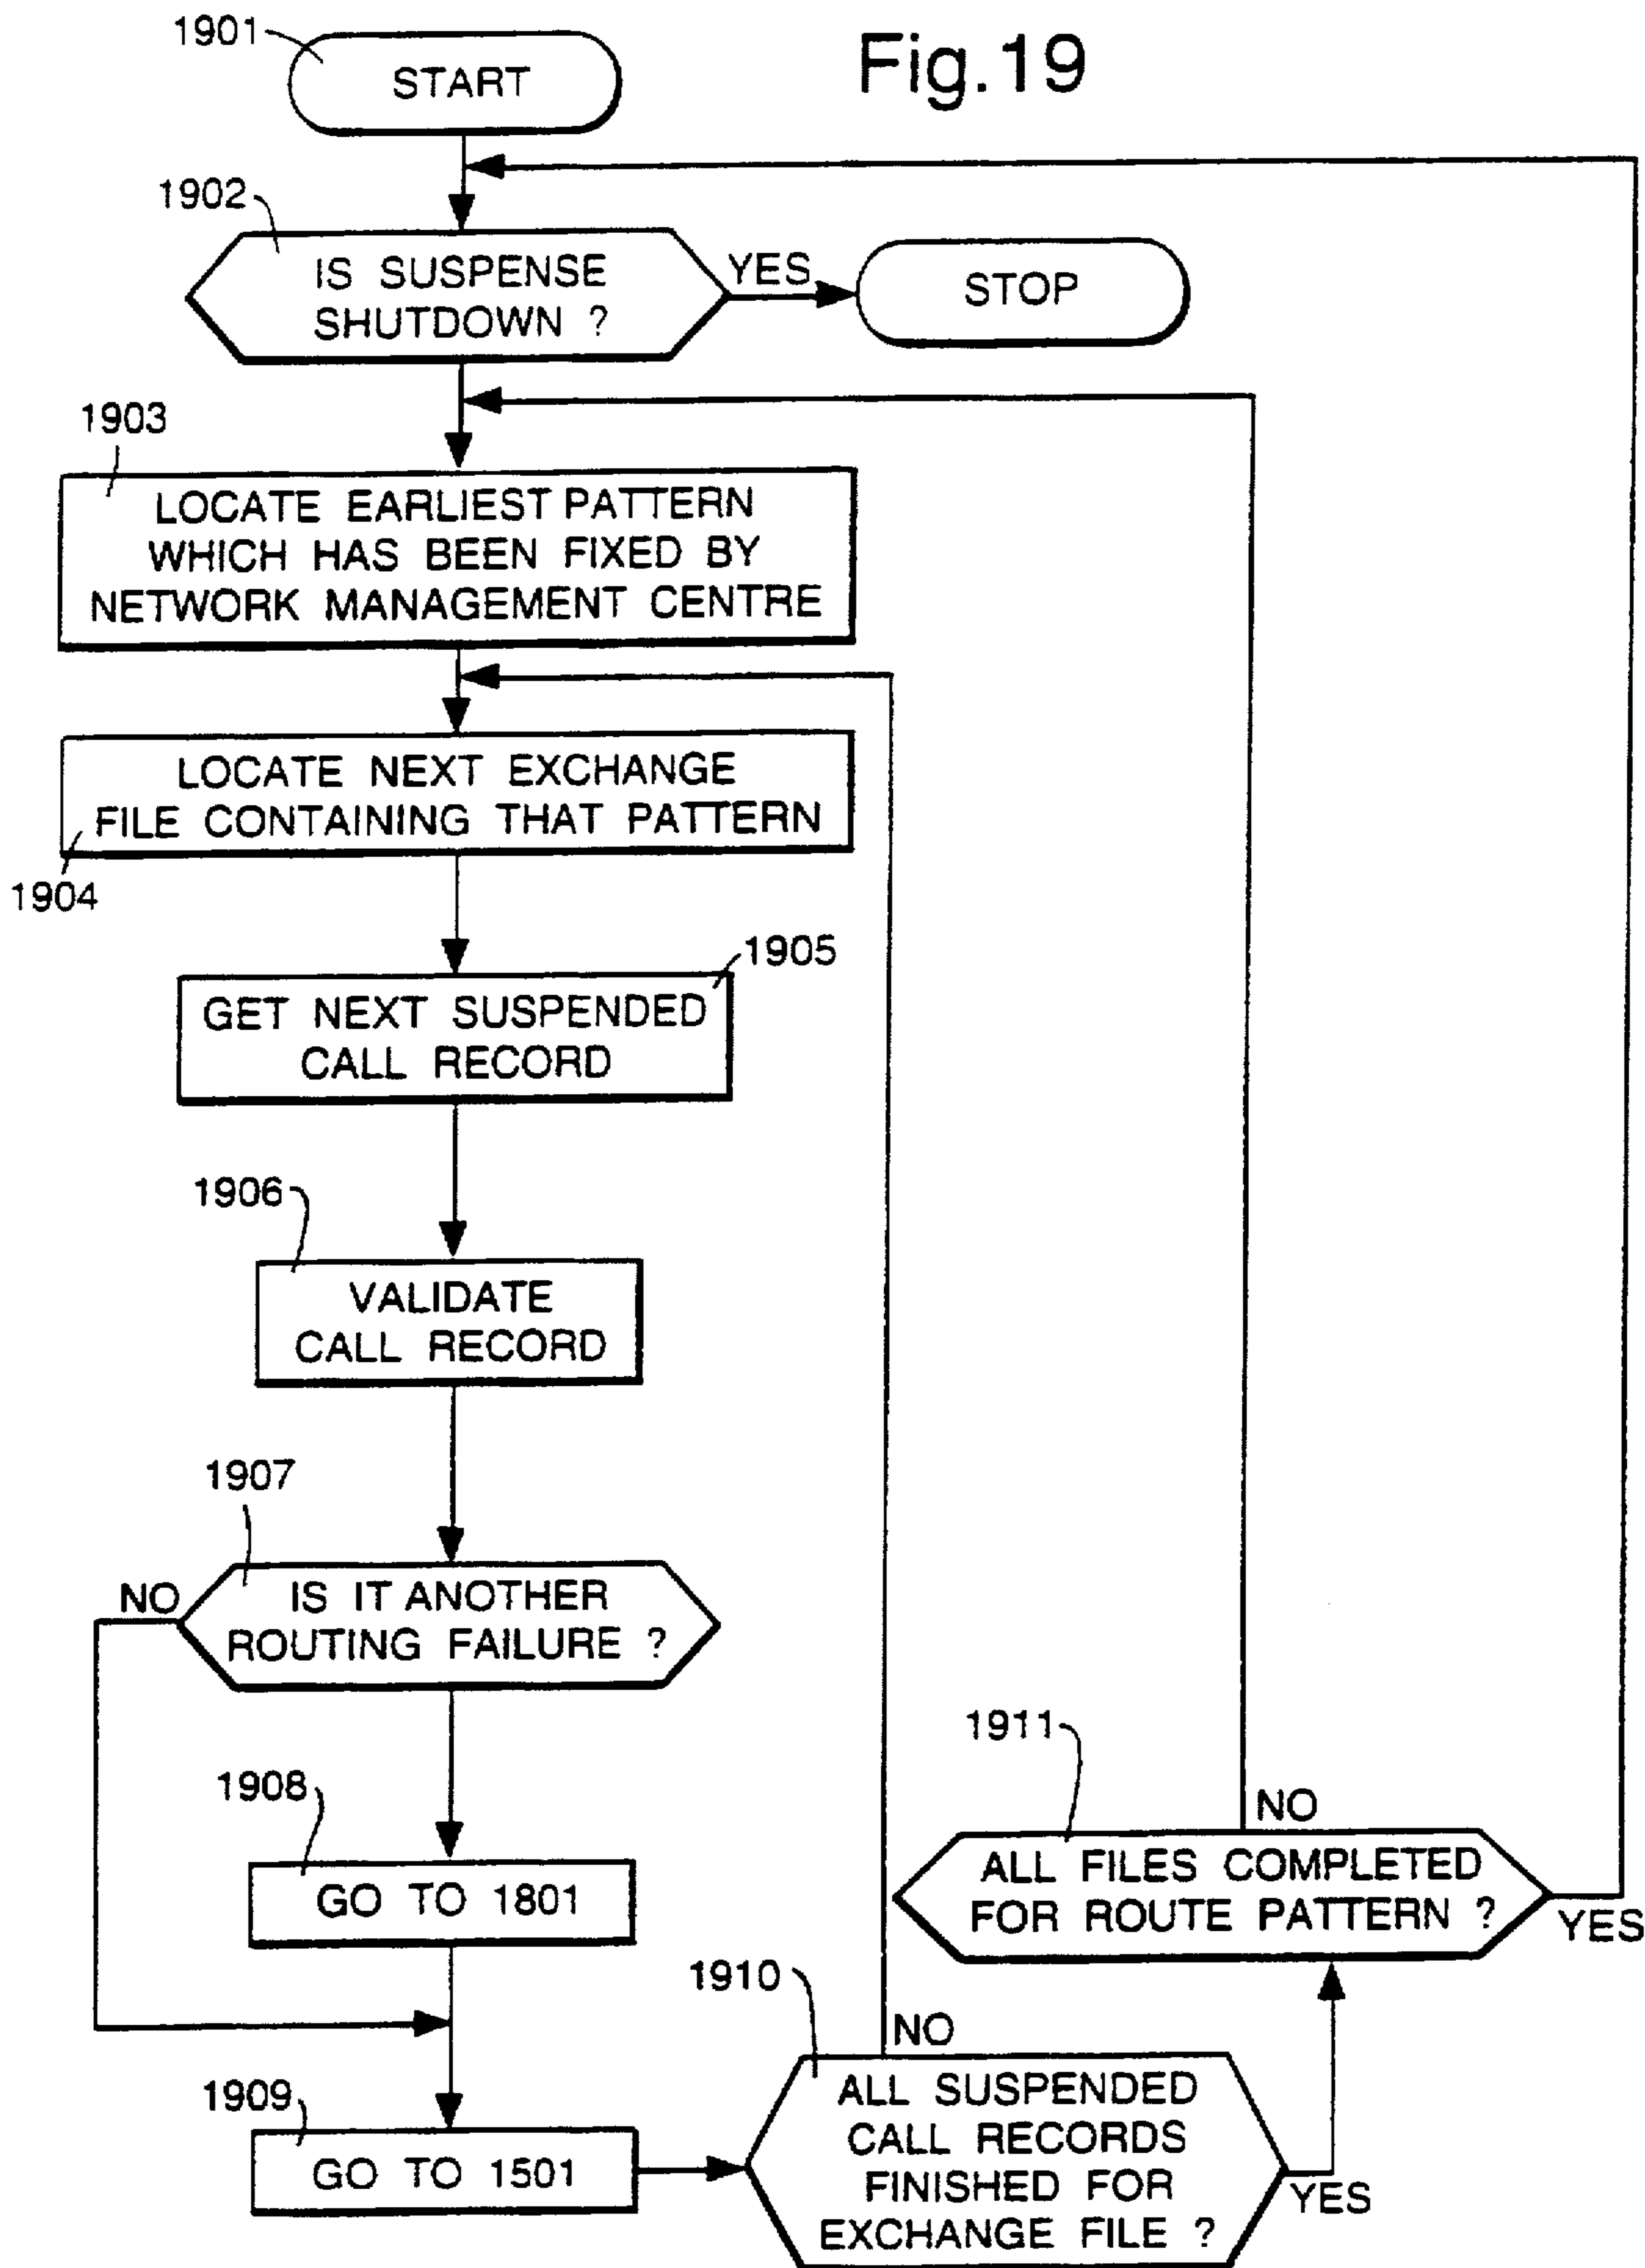 Fig.19
1901
START
1902
IS SUSPENSE
SHUTDOWN ?
YES
STOP
1903
LOCATE EARLIEST PATTERN
WHICH HAS BEEN FIXED BY
NETWORK MANAGEMENT CENTRE
LOCATE NEXT EXCHANGE
FILE CONTAINING THAT PATTERN
1904
1905
GET NEXT SUSPENDED
CALL RECORD
1906
VALIDATE
CALL RECORD
1907
NO
IS IT ANOTHER
ROUTING FAILURE ?
1908
GO TO 1801
1909
GO TO 1501
1910
NO
ALL SUSPENDED
CALL RECORDS
FINISHED FOR
EXCHANGE FILE ?
YES
1911
NO
ALL FILES COMPLETED
FOR ROUTE PATTERN ?
YES